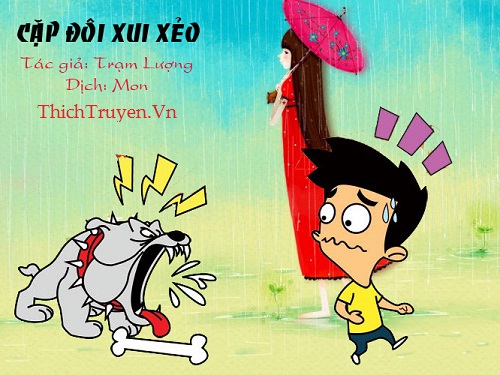 CẶP ĐÔI XUI XẺO
Tác giả: Trạm Lượng
Dịch: Mon
ThichTruyen.Vn